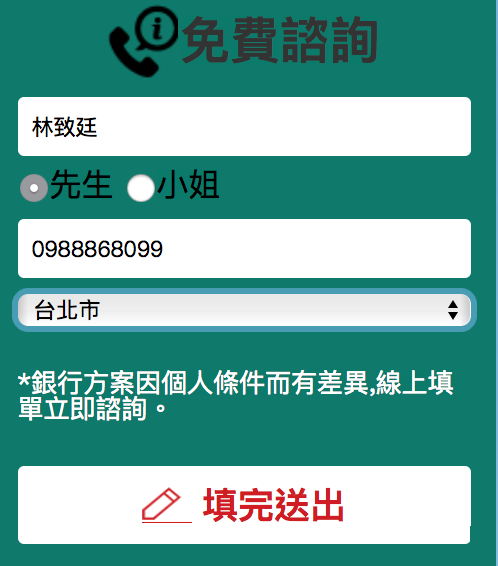 免費諮詢
林致廷
先生 小姐
0988868099
台北市
*銀行方案因個人條件而有差異,線上填
單立即諮詢。
填完送出